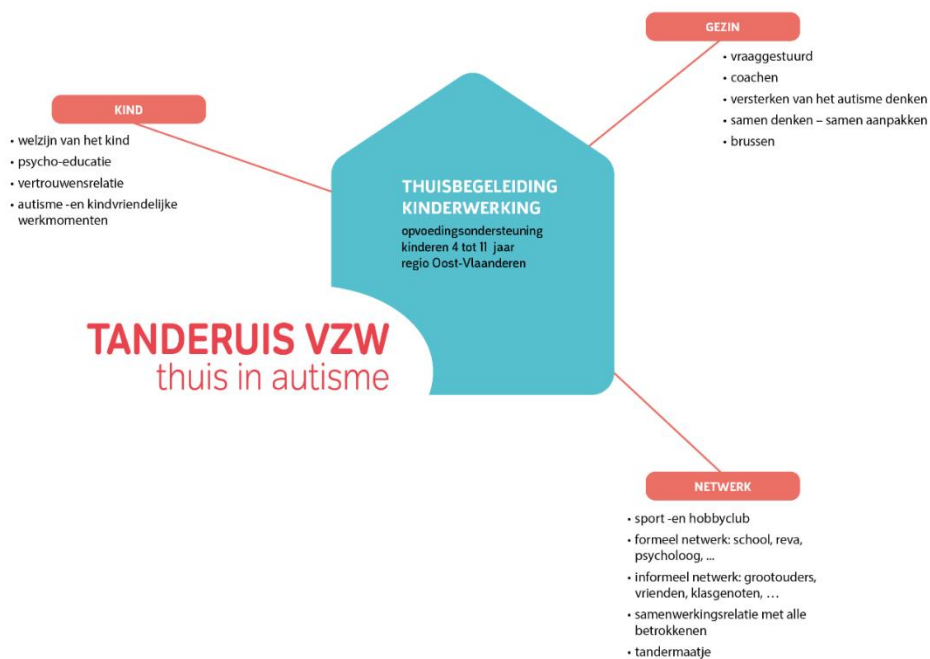 GEZIN
• vraaggestuurd
• coachen
• versterken van het autisme denken
• samen denken – samen aanpakken
• brussen
KIND
• welzijn van het kind
• psycho-educatie
• vertrouwensrelatie
• autisme -en kindvriendelijke
werkmomenten
THUISBEGELEIDING
KINDERWERKING
opvoedingsondersteuning
kinderen 4 tot 11 jaar
regio Oost-Vlaanderen
TANDERUIS VZW
thuis in autisme
NETWERK
• sport -en hobbyclub
• formeel netwerk: school, reva,
psycholoog, ...
• informeel netwerk: grootouders,
vrienden, klasgenoten, …
• samenwerkingsrelatie met alle
betrokkenen
• tandermaatje